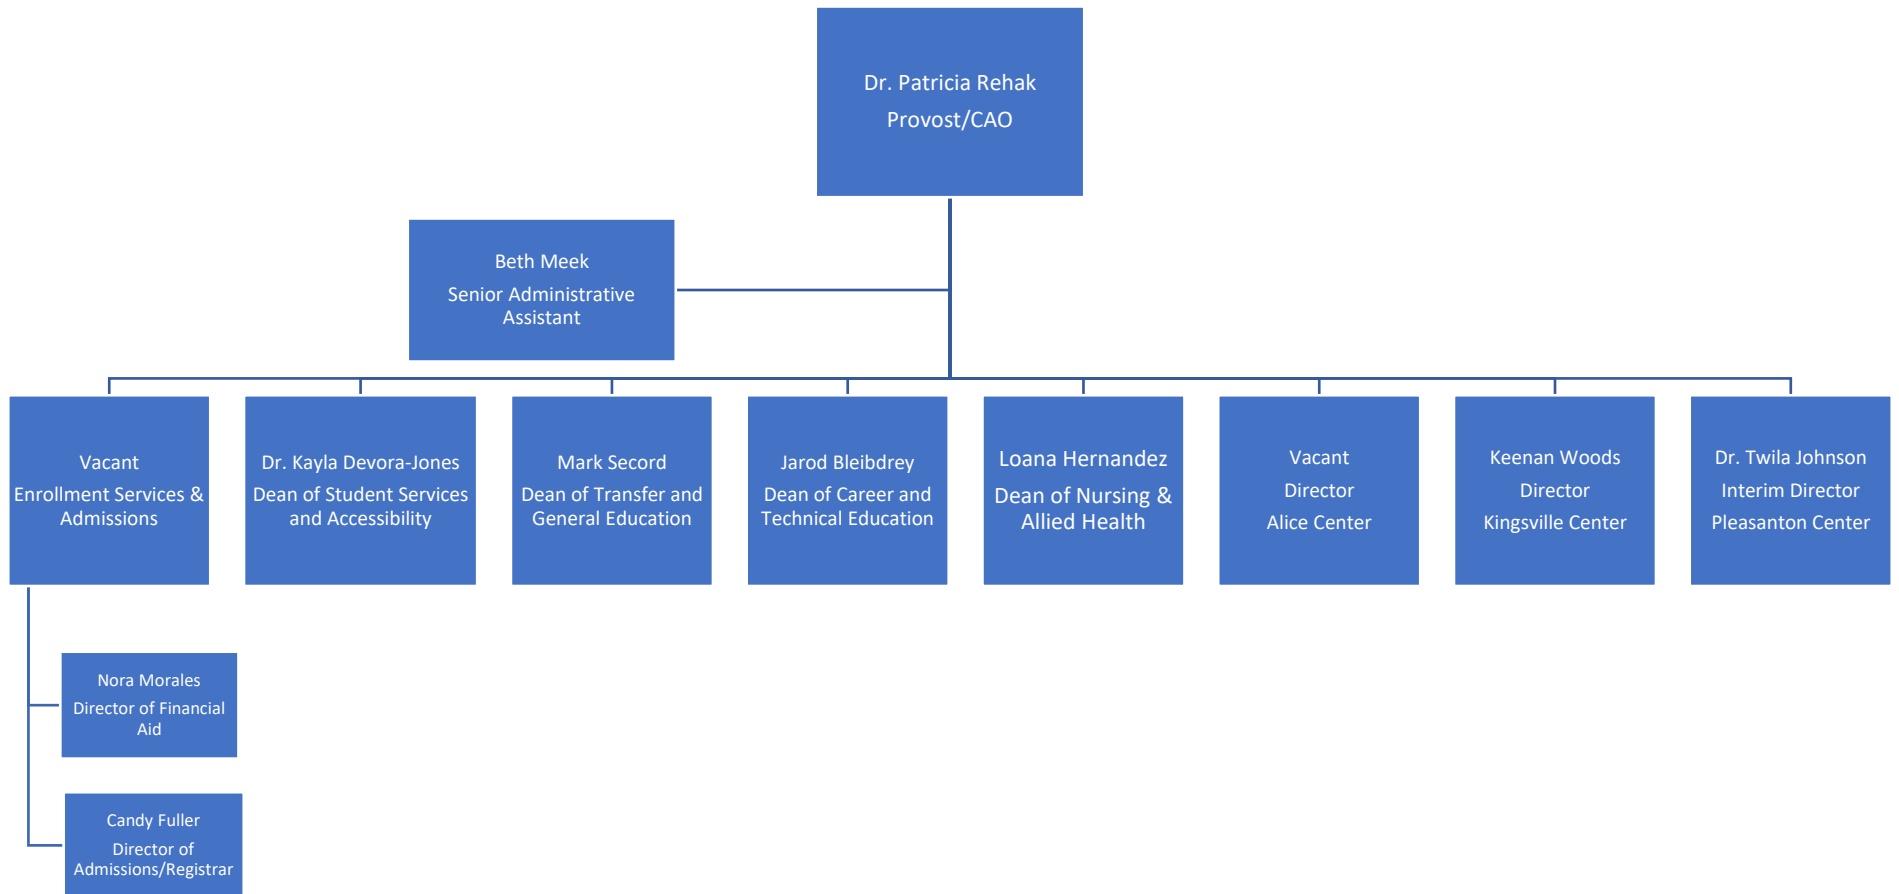 Dr. Patricia Rehak
Provost/CAO
Beth Meek
Senior Administrative
Assistant
Vacant
Enrollment Services &
Admissions
Dr. Kayla Devora-Jones
Dean of Student Services
and Accessibility
Mark Secord
Dean of Transfer and
General Education
Jarod Bleibdrey
Dean of Career and
Technical Education
Loana Hernandez
Dean of Nursing &
Allied Health
Vacant
Director
Alice Center
Keenan Woods
Director
Kingsville Center
Dr. Twila Johnson
Interim Director
Pleasanton Center
Nora Morales
Director of Financial
Aid
Candy Fuller
Director of
Admissions/Registrar